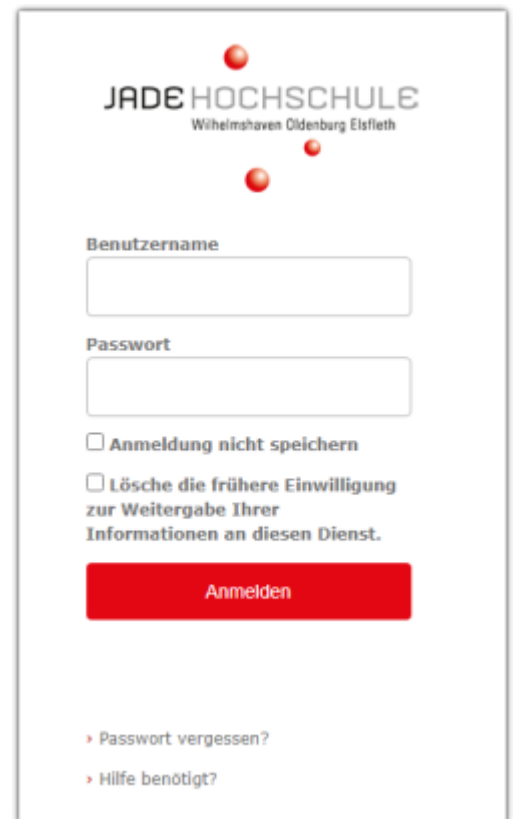 JADE HOCHSCHULE
Wilhelmshaven Oldenburg Elsfleth
Benutzername
Passwort
Anmeldung nicht speichern
Lösche die frühere Einwilligung
zur Weitergabe Ihrer
Informationen an diesen Dienst.
Anmelden
› Passwort vergessen?
› Hilfe benötigt?